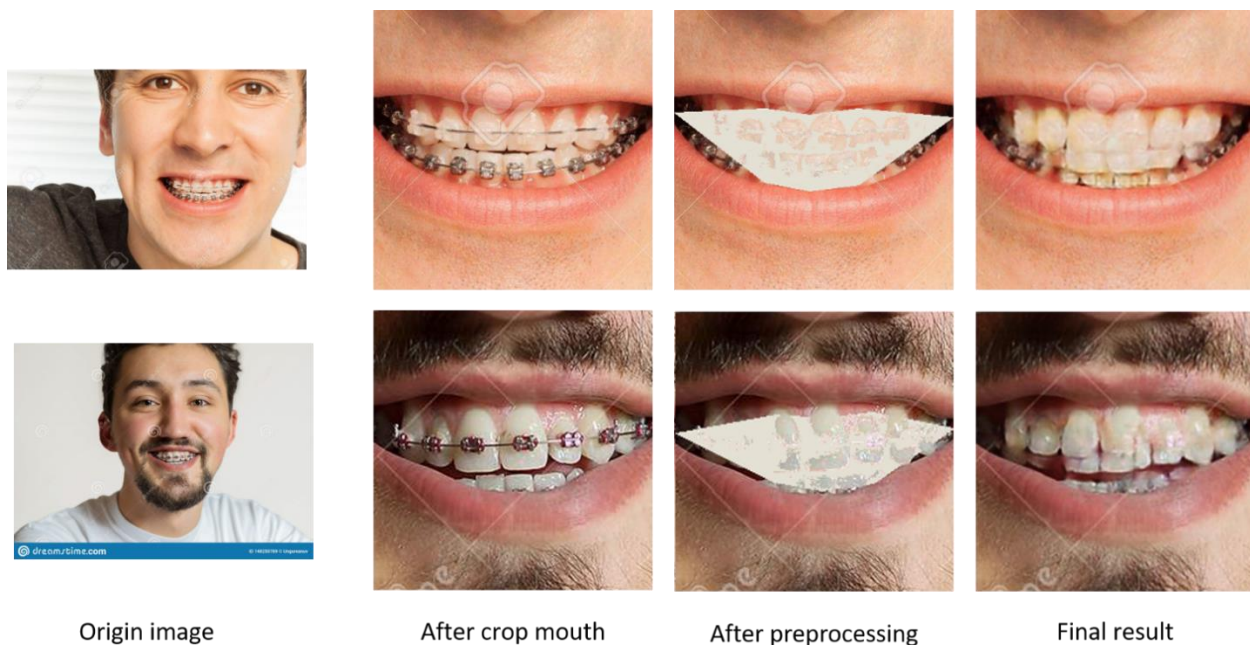 dreamstime.com
Origin image
After crop mouth
After preprocessing
Final result